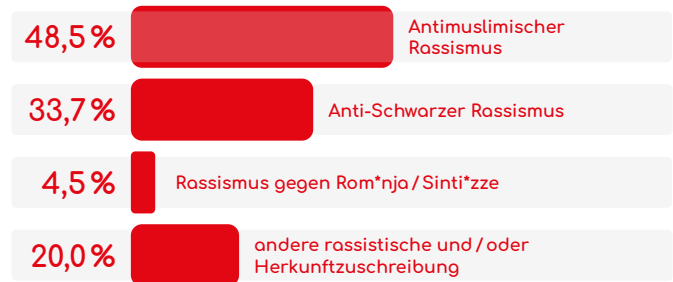 48,5 %
Antimuslimischer
Rassismus
33,7 %
Anti-Schwarzer Rassismus
4,5 %
Rassismus gegen Rom*nja / Sinti*zze
20,0 %
andere rassistische und / oder
Herkunftzuschreibung